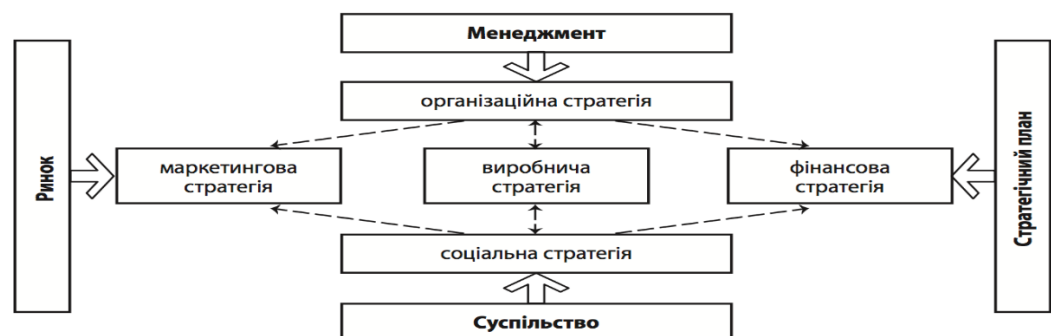 Менеджмент
організаційна стратегія
Ринок
маркетингова
стратегія
виробнича
стратегія
фінансова
стратегія
Стратегічний план
соціальна стратегія
Суспільство